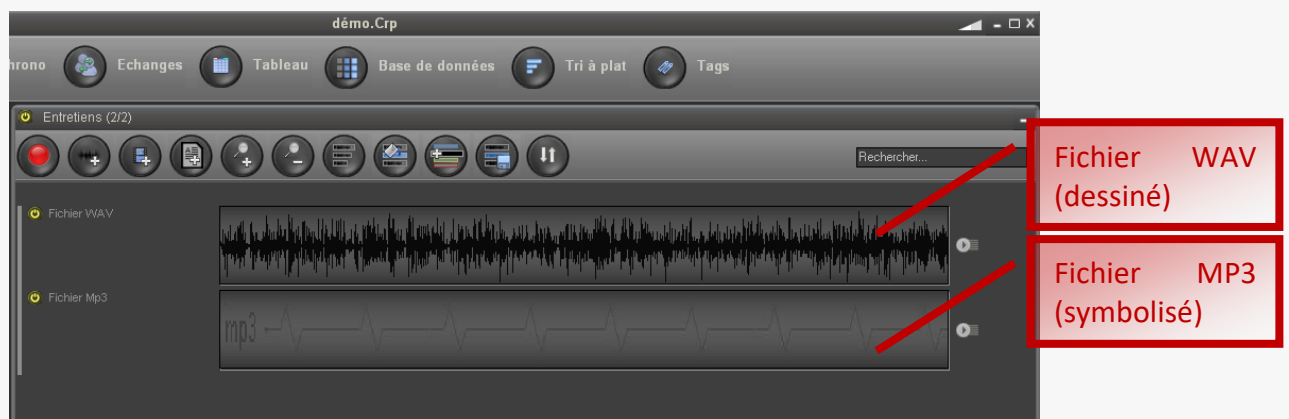 démo.Crp
hrono Echanges Tableau Base de données Tri à plat Tags
Entretiens (2/2)
Rechercher...
Fichier WAV
(dessiné)
Fichier WAV
Fichier MP3
(symbolisé)
Fichier Mp3
mp3